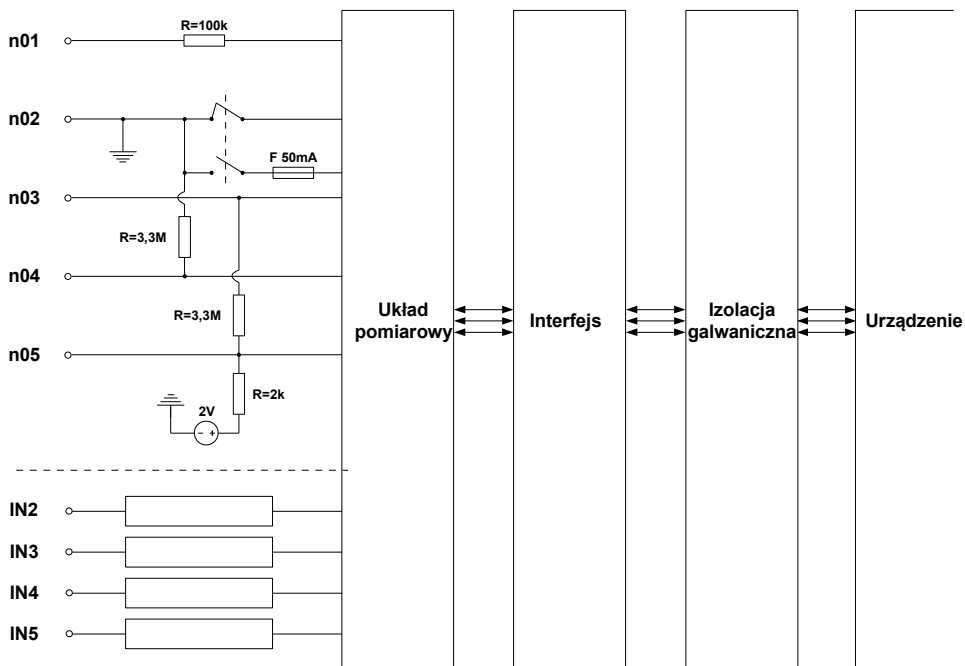 n01
R=100k
n02
F 50mA
n03
R=3,3M
n04
R=3,3M
n05
R=2k
2V
- +
IN2
IN3
IN4
IN5
Układ
pomiarowy
Interfejs
Izolacja
galwaniczna
Urządzenie